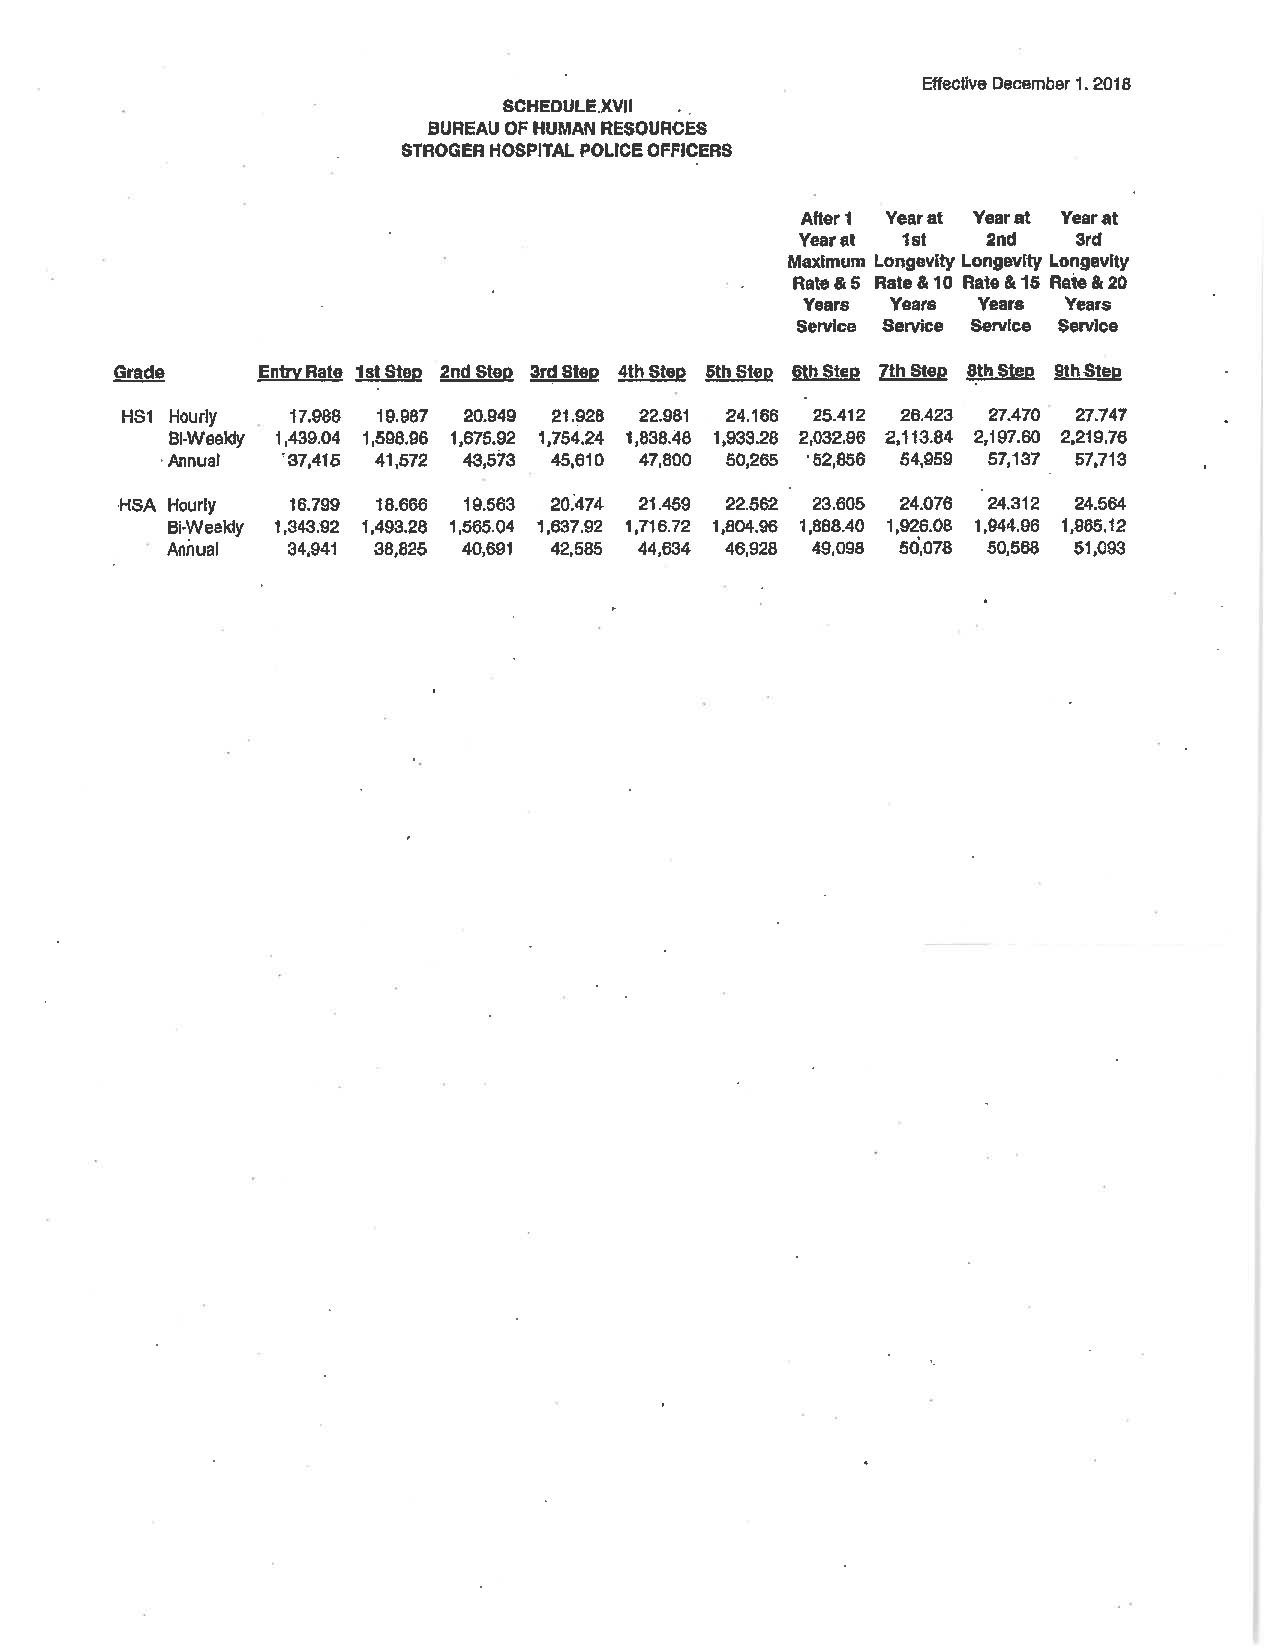 Effective December 1. 2018
SCHEDULE XVII
BUREAU OF HUMAN RESOURCES
STROGER HOSPITAL POLICE OFFICERS
After 1 Year at Year at Year at
Year at 1st 2nd 3rd
Maximum Longevity Longevity Longevity
Rate & 5 Rate & 10 Rate & 15 Rate & 20
Years Years Years Years
Service Service Service Service
Grade Entry Rate 1st Step 2nd Step 3rd Step 4th Step 5th Step 6th Step 7th Step 8th Step 9th Step
HS1 Hourly 17.988 19.987 20.949 21.928 22.981 24.166 25.412 26.423 27.470 27.747
Bi-Weekly 1,439.04 1,598.96 1,675.92 1,754.24 1,838.48 1,933.28 2,032.96 2,113.84 2,197.60 2,219.76
Annual 37,415 41,572 43,573 45,610 47,800 50,265 52,856 54,959 57,137 57,713
HSA Hourly 16.799 18.666 19.563 20.474 21.459 22.562 23.605 24.076 24.312 24.564
Bi-Weekly 1,343.92 1,493.28 1,565.04 1,637.92 1,716.72 1,804.96 1,888.40 1,926.08 1,944.96 1,965.12
Annual 34,941 38,825 40,691 42,585 44,634 46,928 49,098 50,078 50,568 51,093